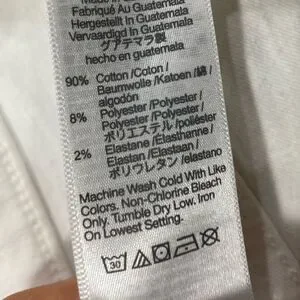 Made In Guatemala
Fabriqué Au Guatemala
Hergestellt In Guatemala
Vervaardigd In Guatemala
グアテマラ製
hecho en guatemala
90% Cotton /Coton /
Baumwolle /Katoen /綿 /
algodón
8% Polyester /Polyester /
Polyester /Polyester /
ポリエステル /poliéster
2% Elastane /Elasthanne /
Elastan /Elastaan /
ポリウレタン /elastano
Machine Wash Cold With Like
Colors. Non-Chlorine Bleach
Only. Tumble Dry Low. Iron
On Lowest Setting.
30